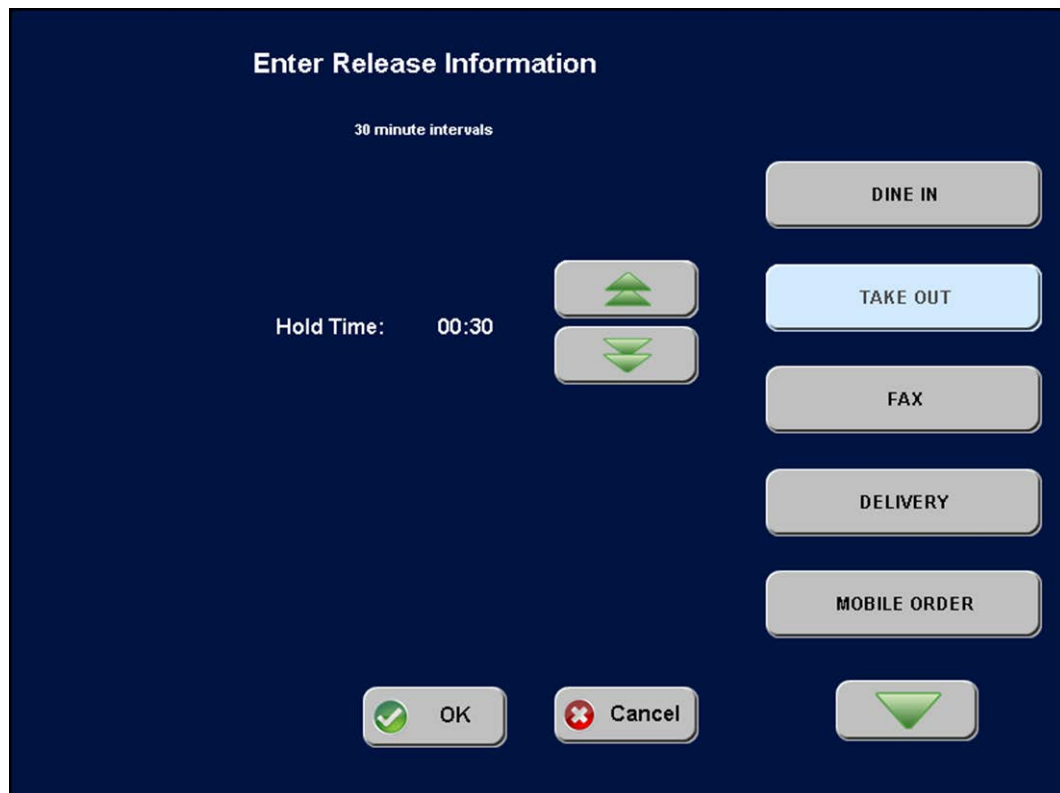 Enter Release Information
30 minute intervals
DINE IN
TAKE OUT
Hold Time: 00:30
FAX
DELIVERY
MOBILE ORDER
OK
Cancel